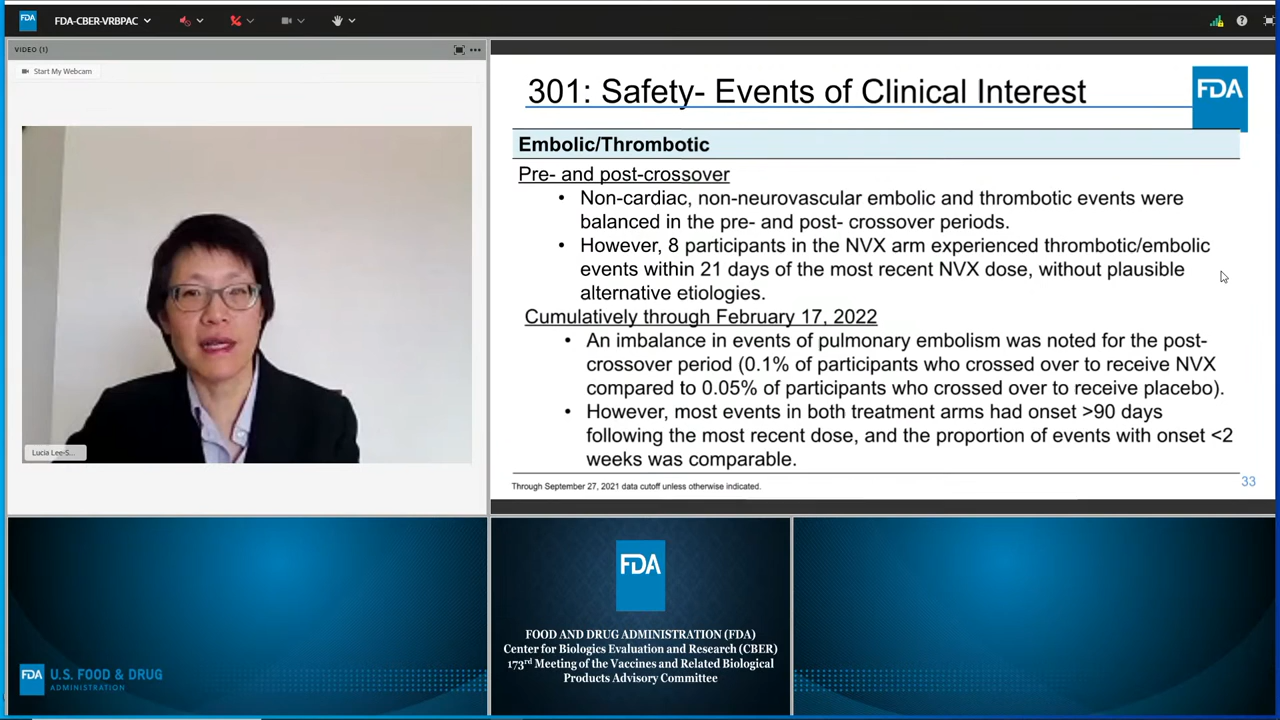 FDA
FDA-CBER-VRBPAC
VIDEO (1)
Start My Webcam
Lucia Lee-S...
301: Safety- Events of Clinical Interest
FDA
Embolic/Thrombotic
Pre- and post-crossover
• Non-cardiac, non-neurovascular embolic and thrombotic events were
balanced in the pre- and post- crossover periods.
• However, 8 participants in the NVX arm experienced thrombotic/embolic
events within 21 days of the most recent NVX dose, without plausible
alternative etiologies.
Cumulatively through February 17, 2022
• An imbalance in events of pulmonary embolism was noted for the post-
crossover period (0.1% of participants who crossed over to receive NVX
compared to 0.05% of participants who crossed over to receive placebo).
• However, most events in both treatment arms had onset >90 days
following the most recent dose, and the proportion of events with onset <2
weeks was comparable.
Through September 27, 2021 data cutoff unless otherwise indicated.
33
FDA
U.S. FOOD & DRUG
ADMINISTRATION
FDA
FOOD AND DRUG ADMINISTRATION (FDA)
Center for Biologics Evaluation and Research (CBER)
173rd Meeting of the Vaccines and Related Biological
Products Advisory Committee